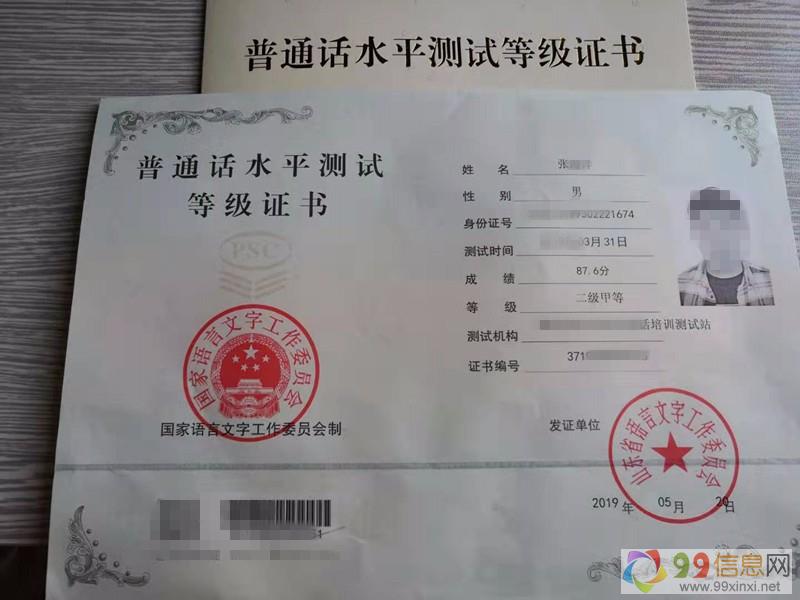 普通话水平测试等级证书
普通话水平测试
等级证书
PSC
国家语言文字工作委员会
国家语言文字工作委员会制
姓 名 张
性 别 男
身份证号 302221674
测试时间 03月31日
成 绩 87.6分
等 级 二级甲等
测试机构 话培训测试站
证书编号 371
发证单位
山东省语言文字工作委员会
2019 年 05 月 20日
1
99信息网
www.99xinxi.net